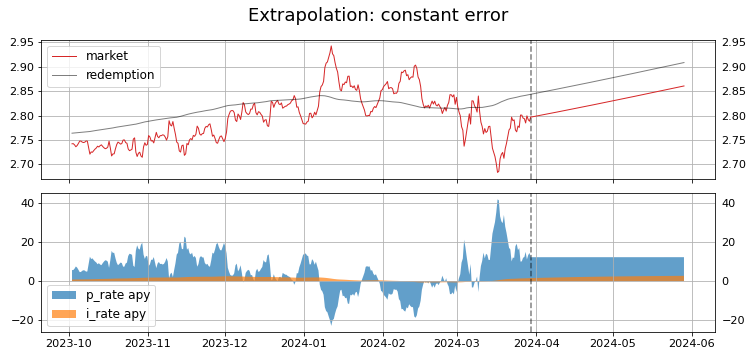 Extrapolation: constant error
2.95 2.95
market
redemption
2.90 2.90
2.85 2.85
2.80 2.80
2.75 2.75
2.70 2.70
40 40
20 20
0 0
p_rate apy
i_rate apy
−20 −20
2023-10 2023-11 2023-12 2024-01 2024-02 2024-03 2024-04 2024-05 2024-06